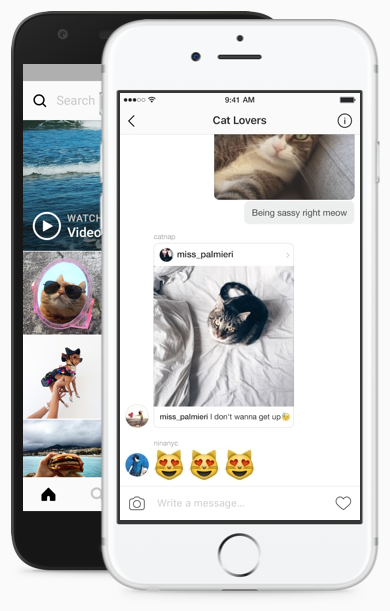 Search
WATCH
Video
9:41 AM
Cat Lovers
Being sassy right meow
catnap
miss_palmieri
miss_palmieri I don't wanna get up
ninanyc
Write a message...